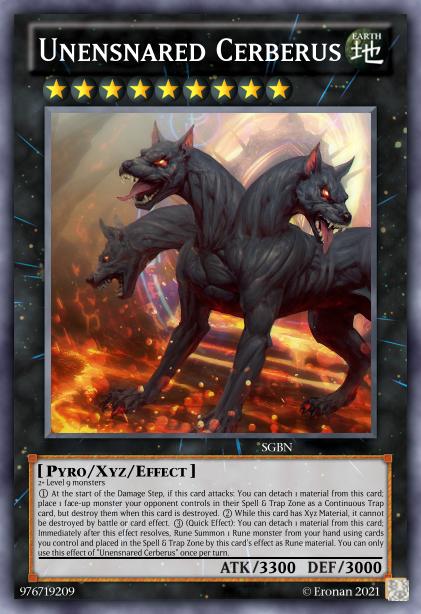 UNENSNARED CERBERUS
EARTH
地
SGBN
[ PYRO/XYZ/EFFECT ]
2+ Level 9 monsters
① At the start of the Damage Step, if this card attacks: You can detach 1 material from this card;
place 1 face-up monster your opponent controls in their Spell & Trap Zone as a Continuous Trap
card, but destroy them when this card is destroyed. ② While this card has Xyz Material, it cannot
be destroyed by battle or card effect. ③ (Quick Effect): You can detach 1 material from this card;
Immediately after this effect resolves, Rune Summon 1 Rune monster from your hand using cards
you control and placed in the Spell & Trap Zone by this card's effect as Rune material. You can only
use this effect of "Unensnared Cerberus" once per turn.
ATK/3300 DEF/3000
976719209
© Eronan 2021